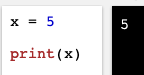 x = 5
print(x)
5